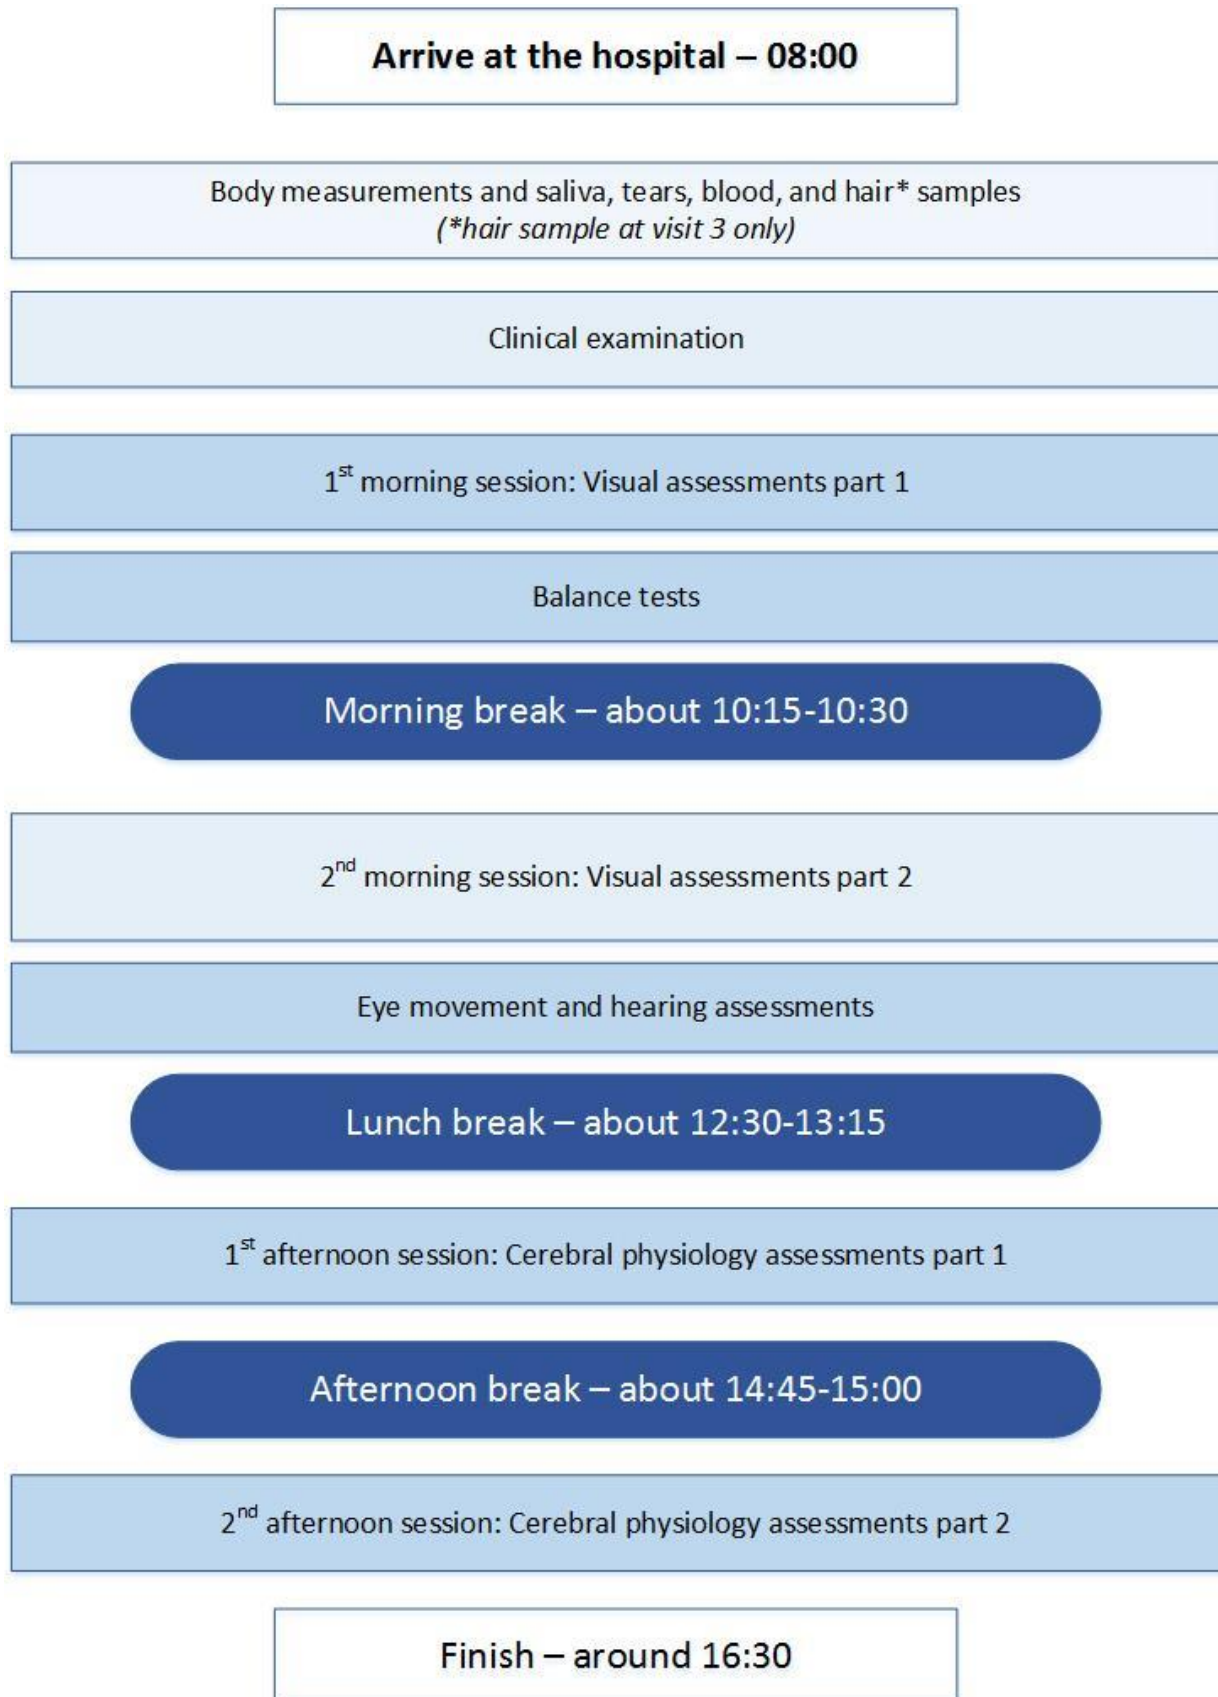 Arrive at the hospital – 08:00
Body measurements and saliva, tears, blood, and hair* samples
(*hair sample at visit 3 only)
Clinical examination
1st morning session: Visual assessments part 1
Balance tests
Morning break – about 10:15-10:30
2nd morning session: Visual assessments part 2
Eye movement and hearing assessments
Lunch break – about 12:30-13:15
1st afternoon session: Cerebral physiology assessments part 1
Afternoon break – about 14:45-15:00
2nd afternoon session: Cerebral physiology assessments part 2
Finish – around 16:30